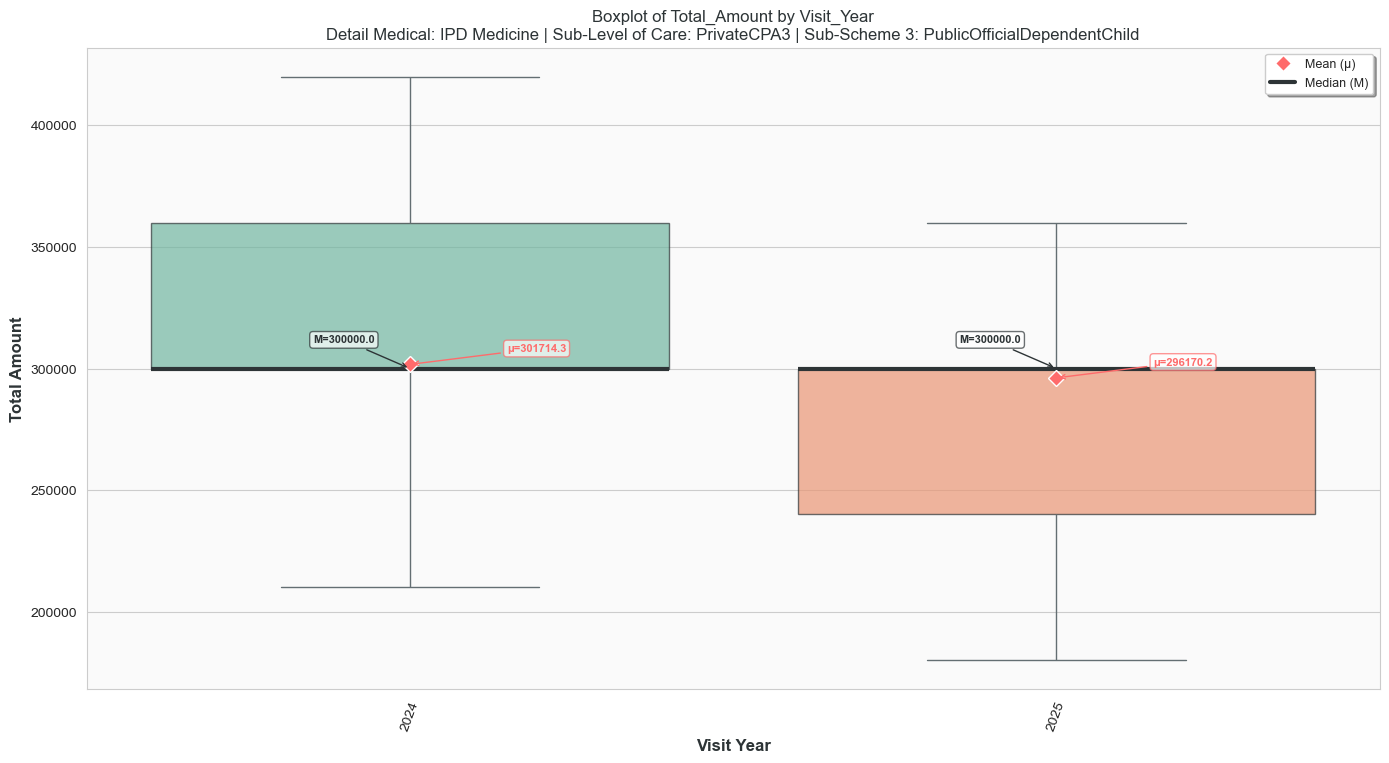 Boxplot of Total_Amount by Visit_Year
Detail Medical: IPD Medicine | Sub-Level of Care: PrivateCPA3 | Sub-Scheme 3: PublicOfficialDependentChild
Mean (μ)
Median (M)
Total Amount
400000
350000
300000
250000
200000
M=300000.0
μ=301714.3
M=300000.0
μ=296170.2
2024
2025
Visit Year